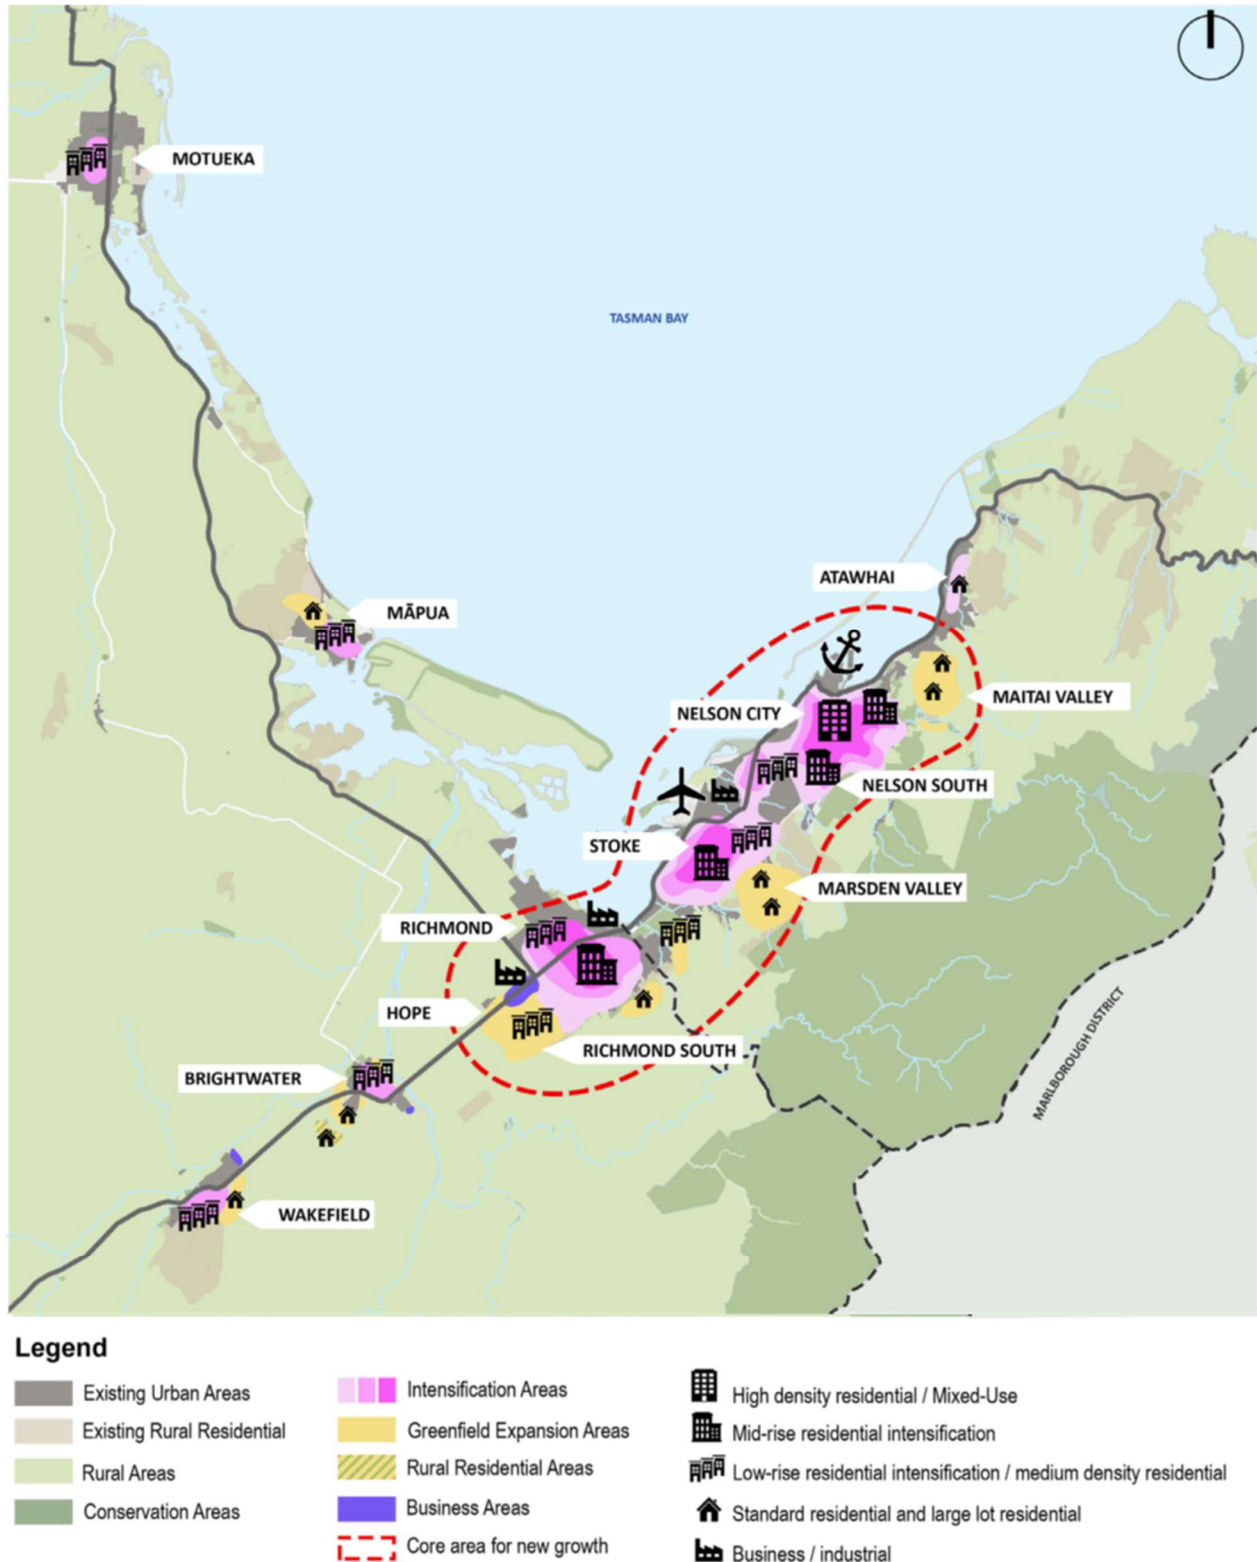 MOTUEKA
TASMAN BAY
ATAWHAI
MĀPUA
MAITAI VALLEY
NELSON CITY
NELSON SOUTH
STOKE
MARSDEN VALLEY
RICHMOND
HOPE
RICHMOND SOUTH
MARLBOROUGH DISTRICT
BRIGHTWATER
WAKEFIELD
Legend
Existing Urban Areas
Existing Rural Residential
Rural Areas
Conservation Areas
Intensification Areas
Greenfield Expansion Areas
Rural Residential Areas
Business Areas
Core area for new growth
High density residential / Mixed-Use
Mid-rise residential intensification
Low-rise residential intensification / medium density residential
Standard residential and large lot residential
Business / industrial